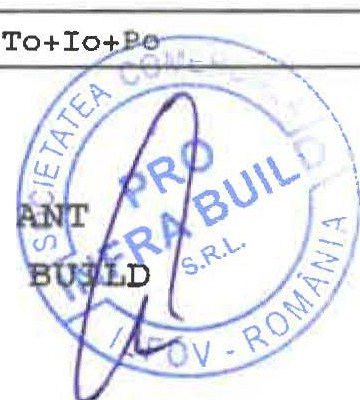 To+Io+Po
SOCIETATEA COMERCIALĂ
PRO
INFRA BUILD
S.R.L.
ILFOV - ROMÂNIA
ANT
BUILD